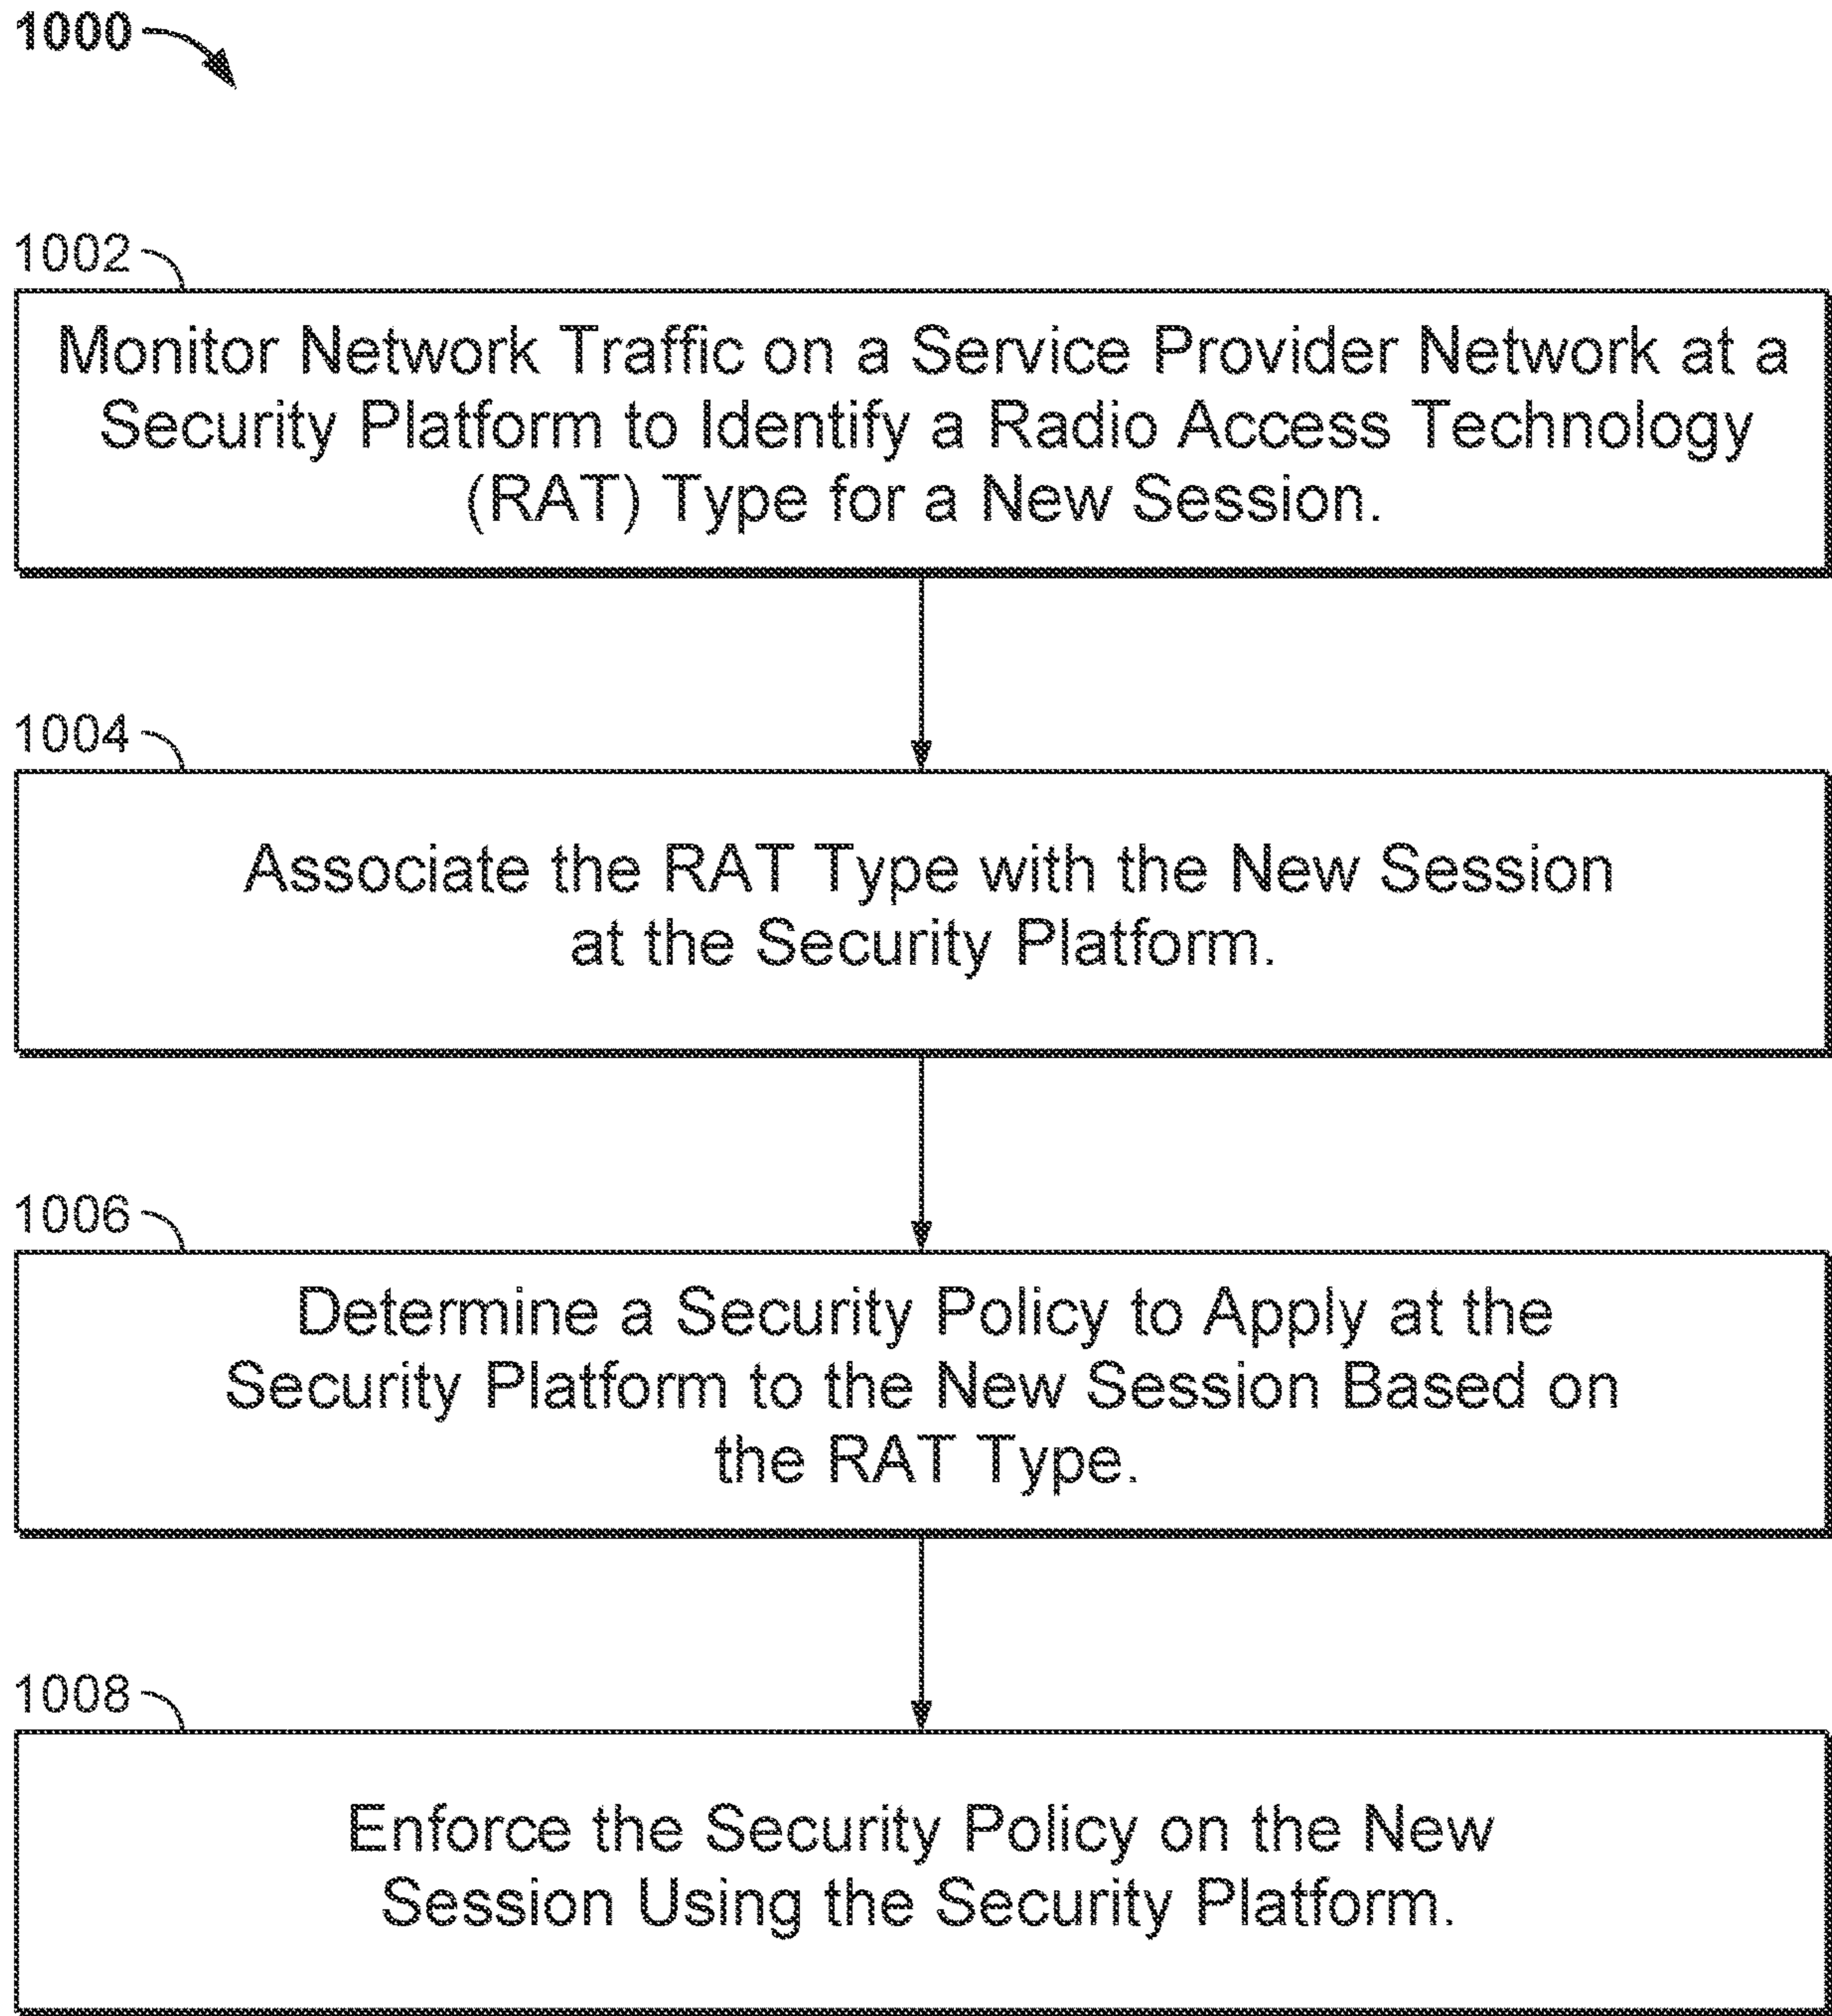 1000
1002
Monitor Network Traffic on a Service Provider Network at a
Security Platform to Identify a Radio Access Technology
(RAT) Type for a New Session.
1004
Associate the RAT Type with the New Session
at the Security Platform.
1006
Determine a Security Policy to Apply at the
Security Platform to the New Session Based on
the RAT Type.
1008
Enforce the Security Policy on the New
Session Using the Security Platform.